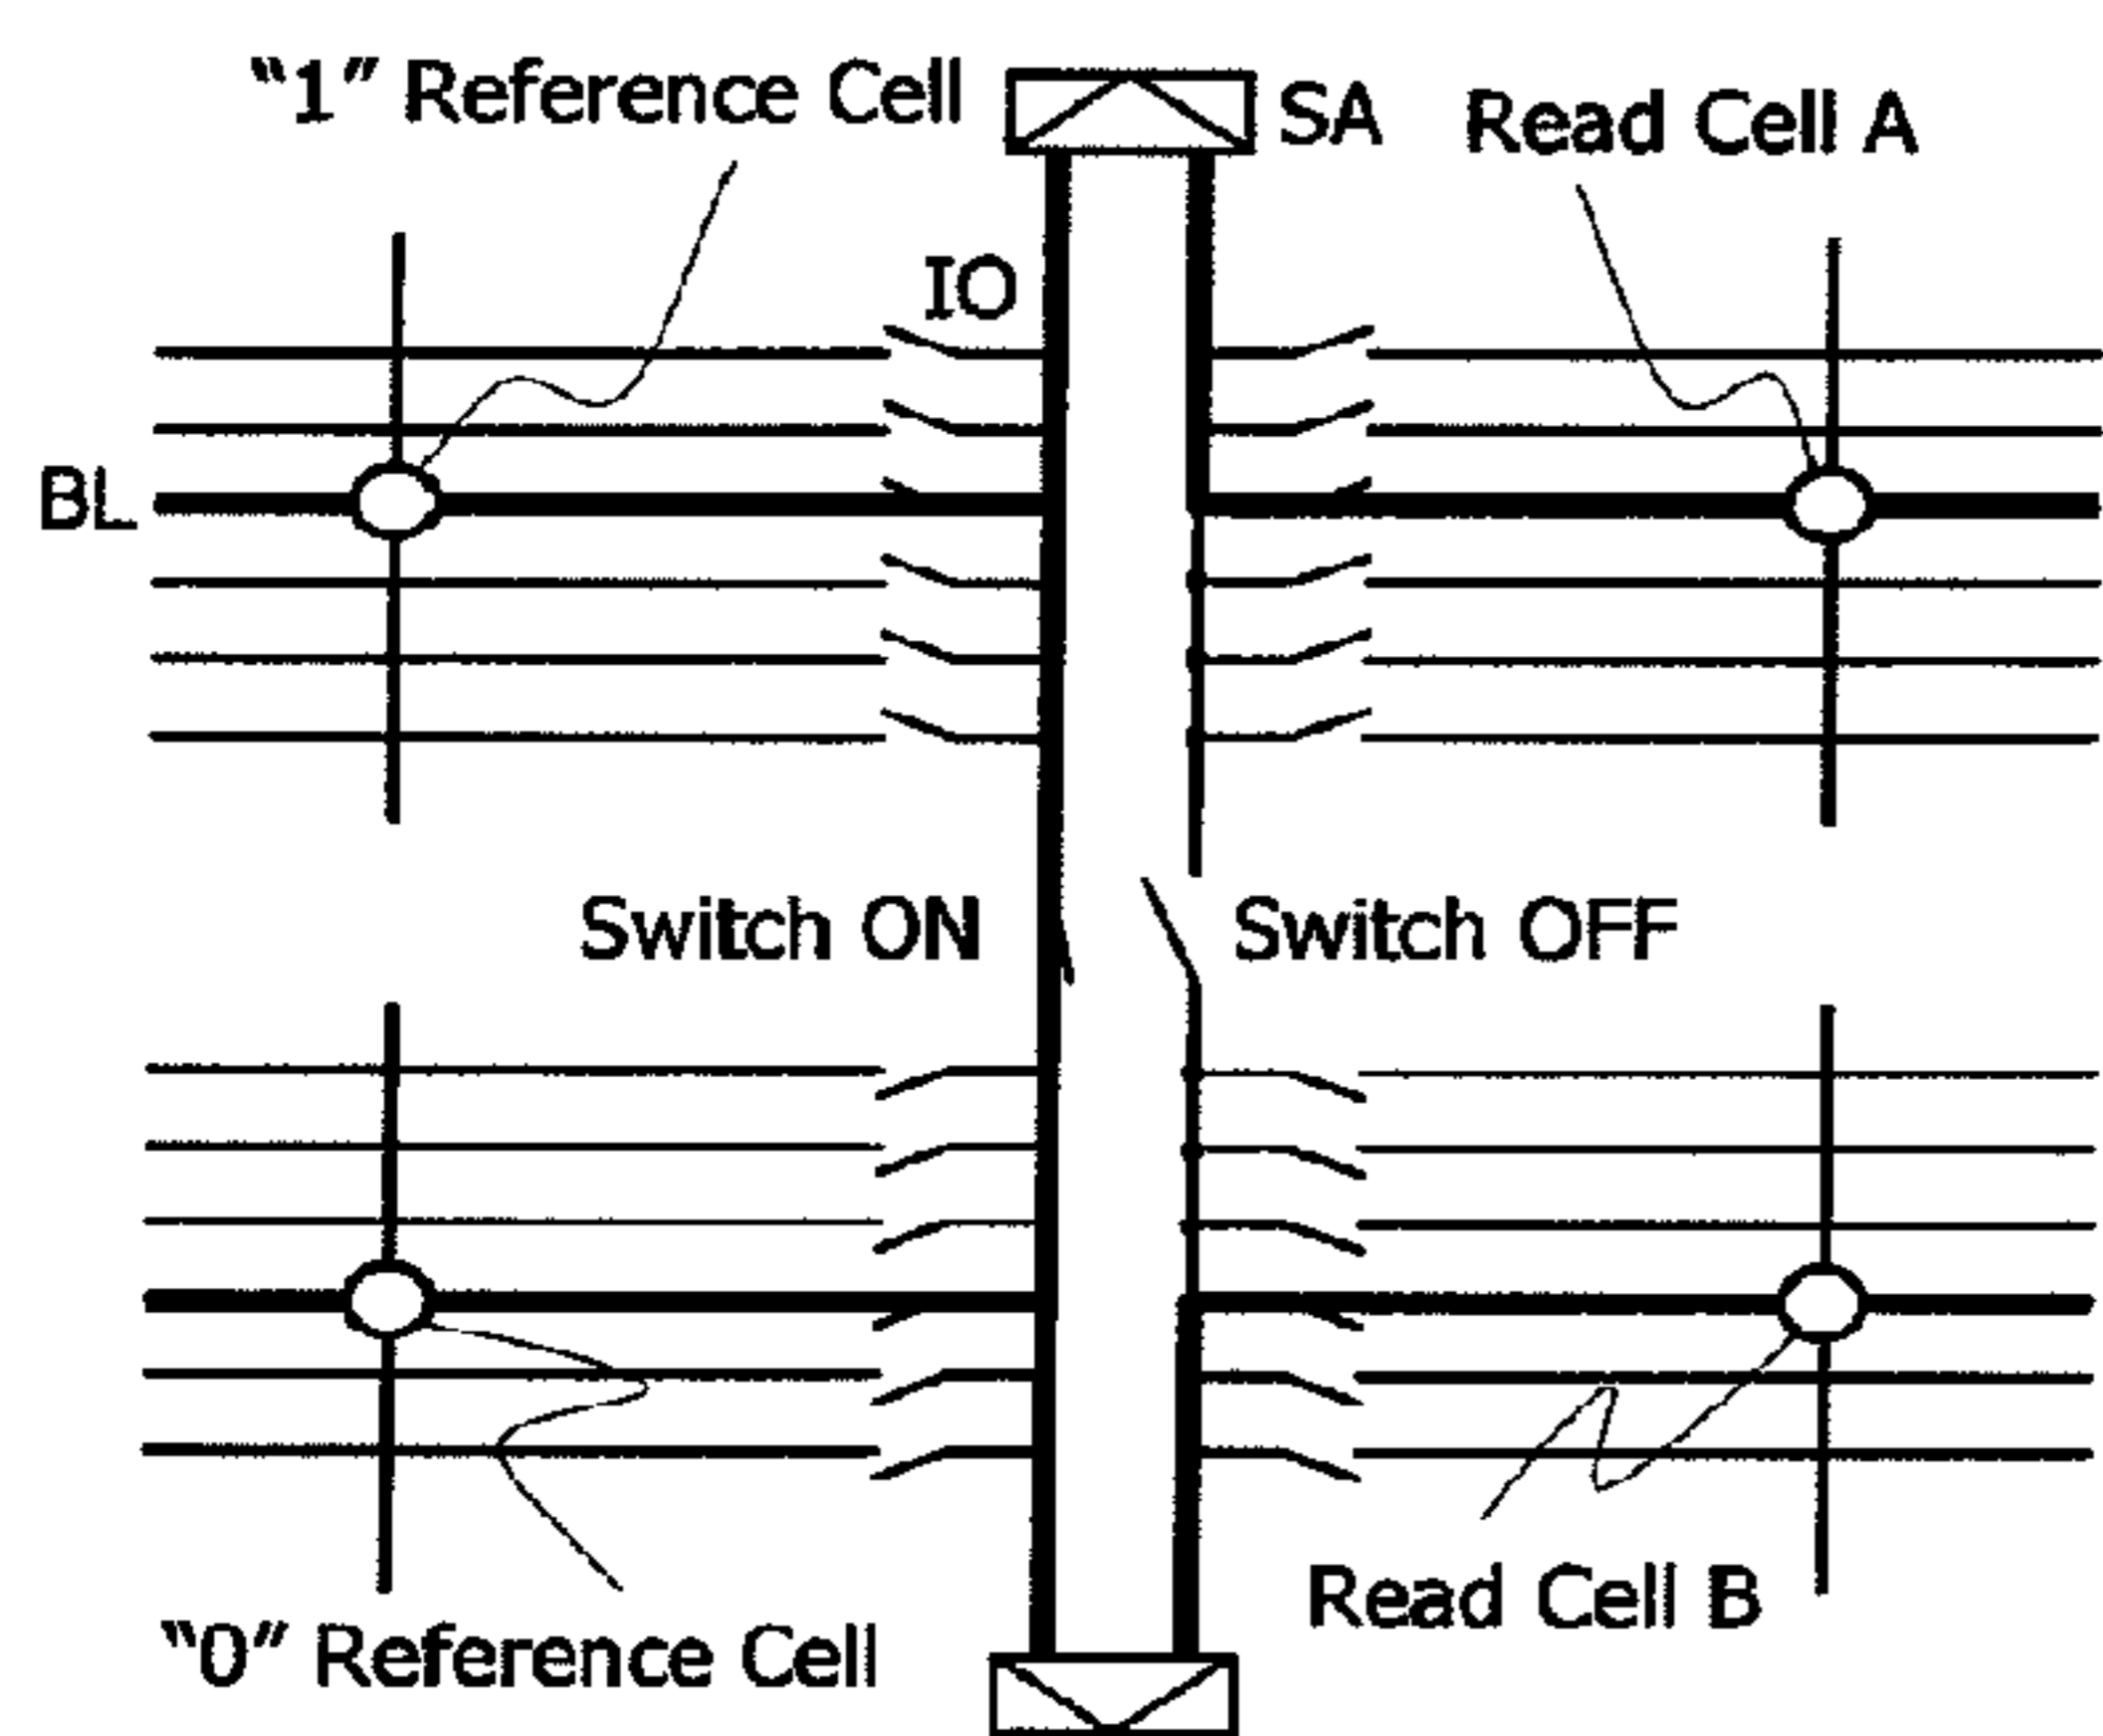 “1” Reference Cell
SA
Read Cell A
IO
BL
Switch ON
Switch OFF
Read Cell B
“0” Reference Cell